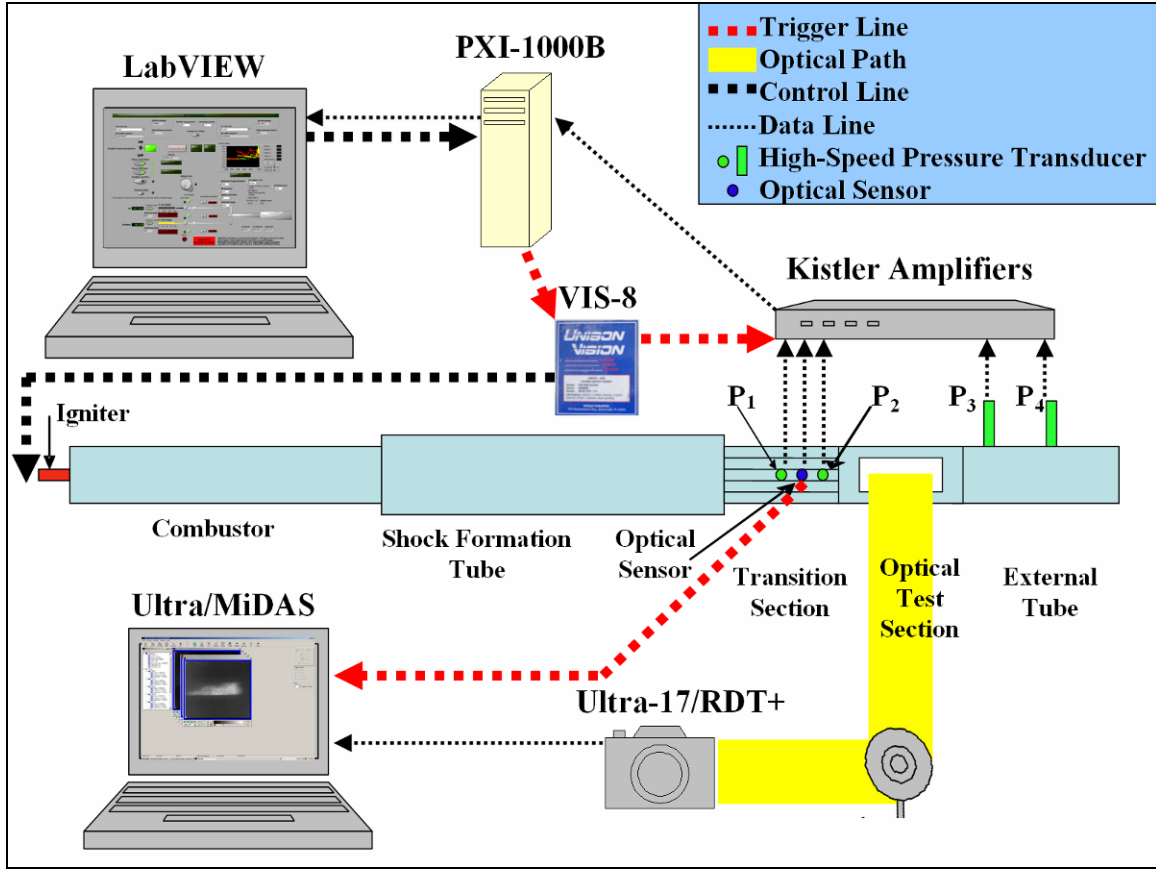 LabVIEW
PXI-1000B
Trigger Line
Optical Path
Control Line
Data Line
High-Speed Pressure Transducer
Optical Sensor
VIS-8
UNISON
VISION
Kistler Amplifiers
P1
P2
P3
P4
Igniter
Combustor
Shock Formation
Tube
Optical
Sensor
Transition
Section
Optical
Test
Section
External
Tube
Ultra/MiDAS
Ultra-17/RDT+